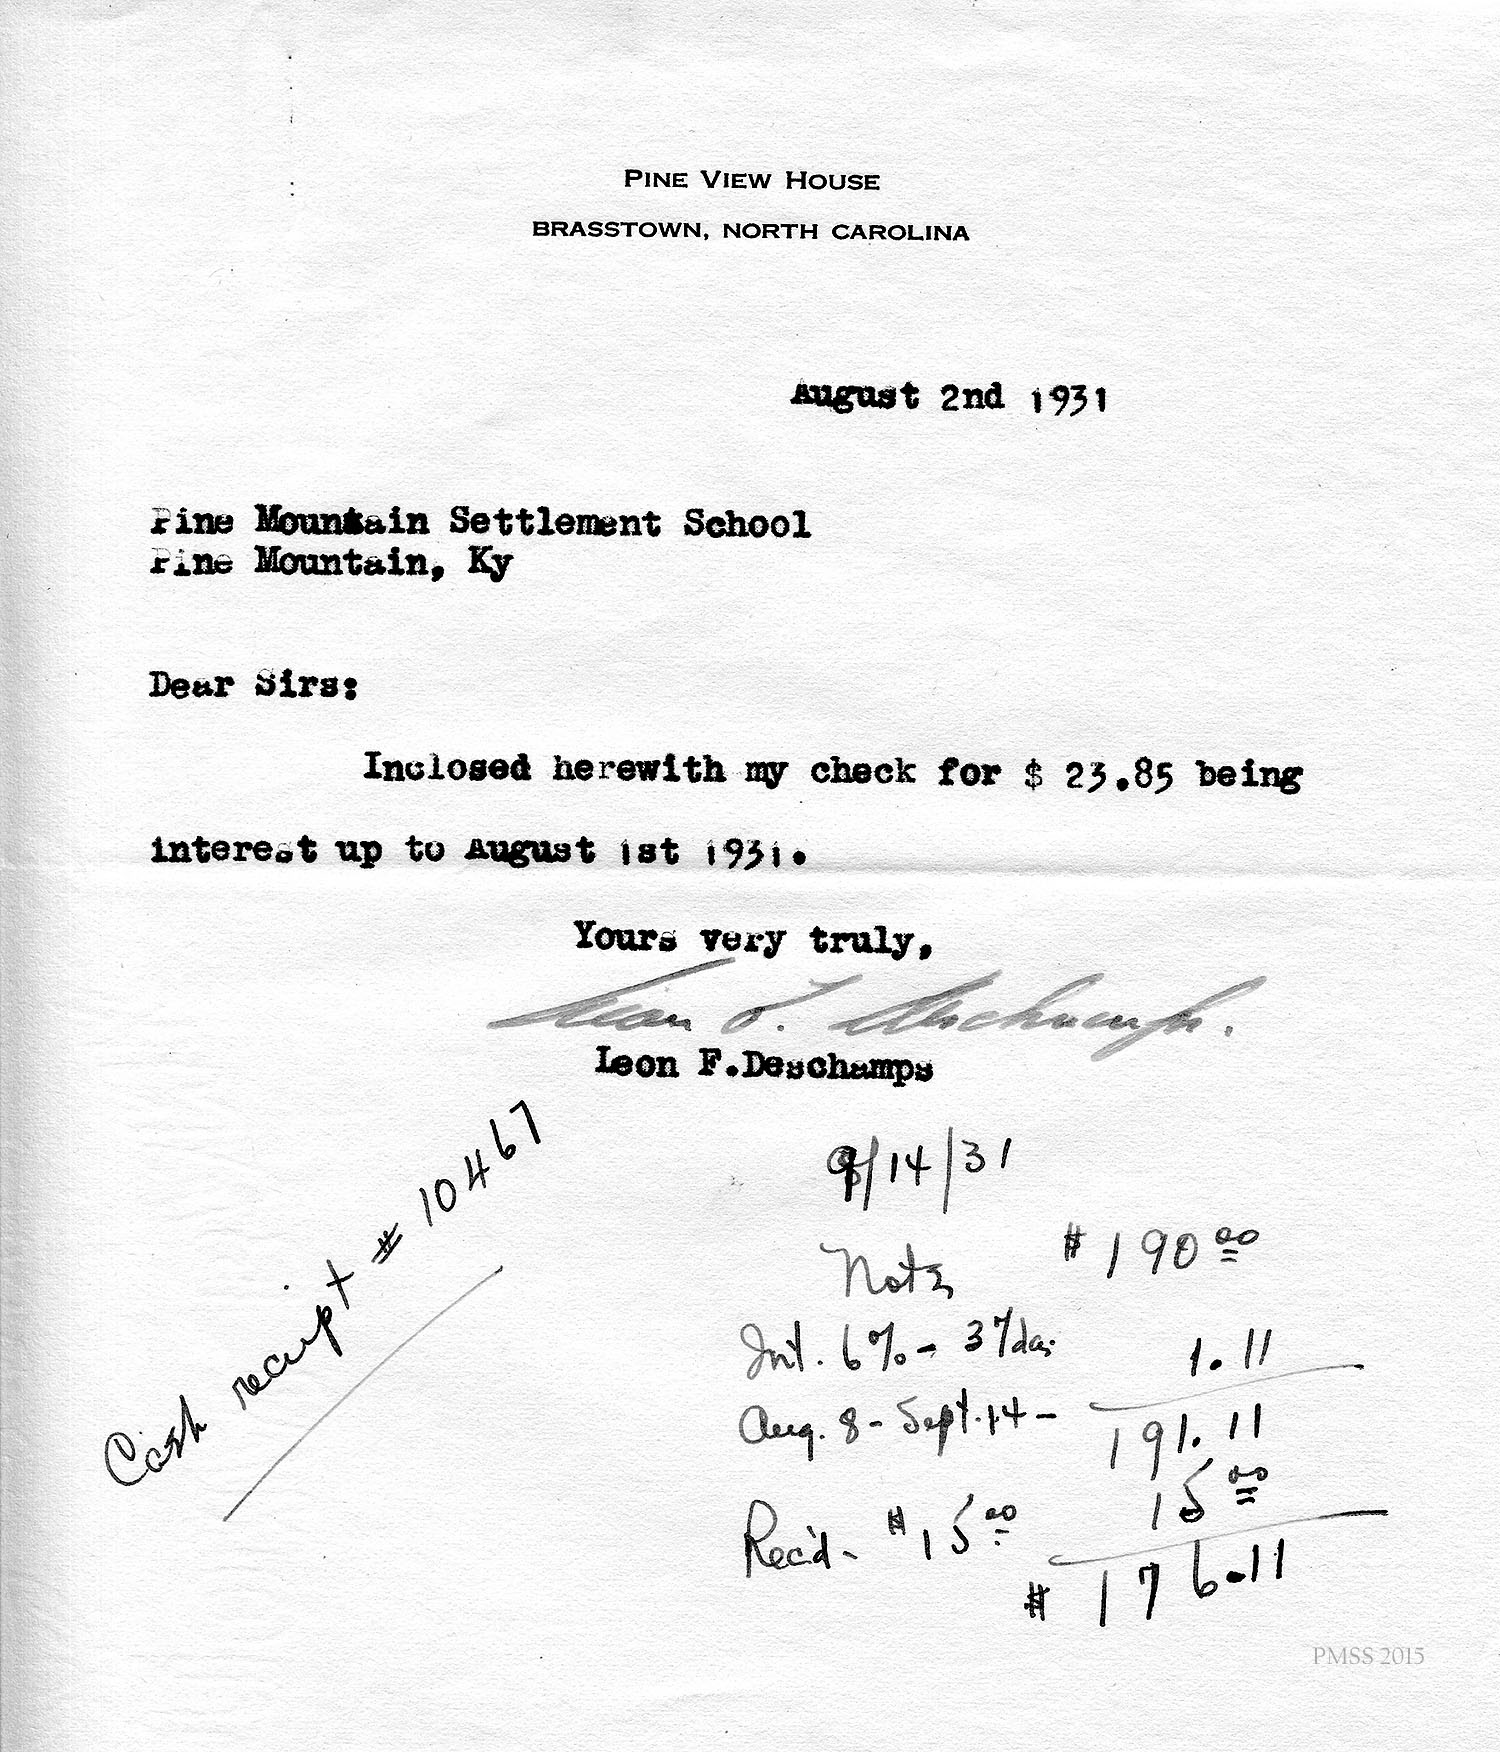 PINE VIEW HOUSE
BRASSTOWN, NORTH CAROLINA
August 2nd 1931
Pine Mountain Settlement School
Pine Mountain, Ky
Dear Sirs:
Inclosed herewith my check for $ 23.85 being
interest up to August 1st 1931.
Yours very truly,
Leon F. Deschamps.
Leon F.Deschamps
Cash receipt # 10467
9/14/31
Note $190.00
Int. 6% - 37 da. 1.11
Aug. 8 - Sept. 14 - 191.11
15.00
Rec'd - $15.00
$176.11
PMSS 2015